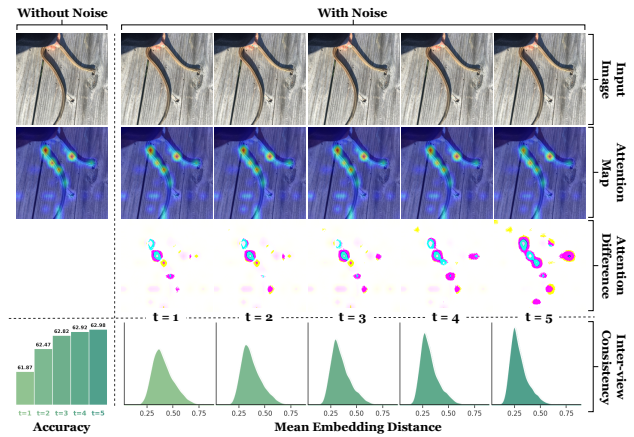 Without Noise
With Noise
Input
Image
Attention
Map
Attention
Difference
t = 1
t = 2
t = 3
t = 4
t = 5
61.87
62.47
62.82
62.92
62.98
t=1
t=2
t=3
t=4
t=5
0.25 0.50 0.75
0.25 0.50 0.75
0.25 0.50 0.75
0.25 0.50 0.75
0.25 0.50 0.75
Inter-view
Consistency
Accuracy
Mean Embedding Distance